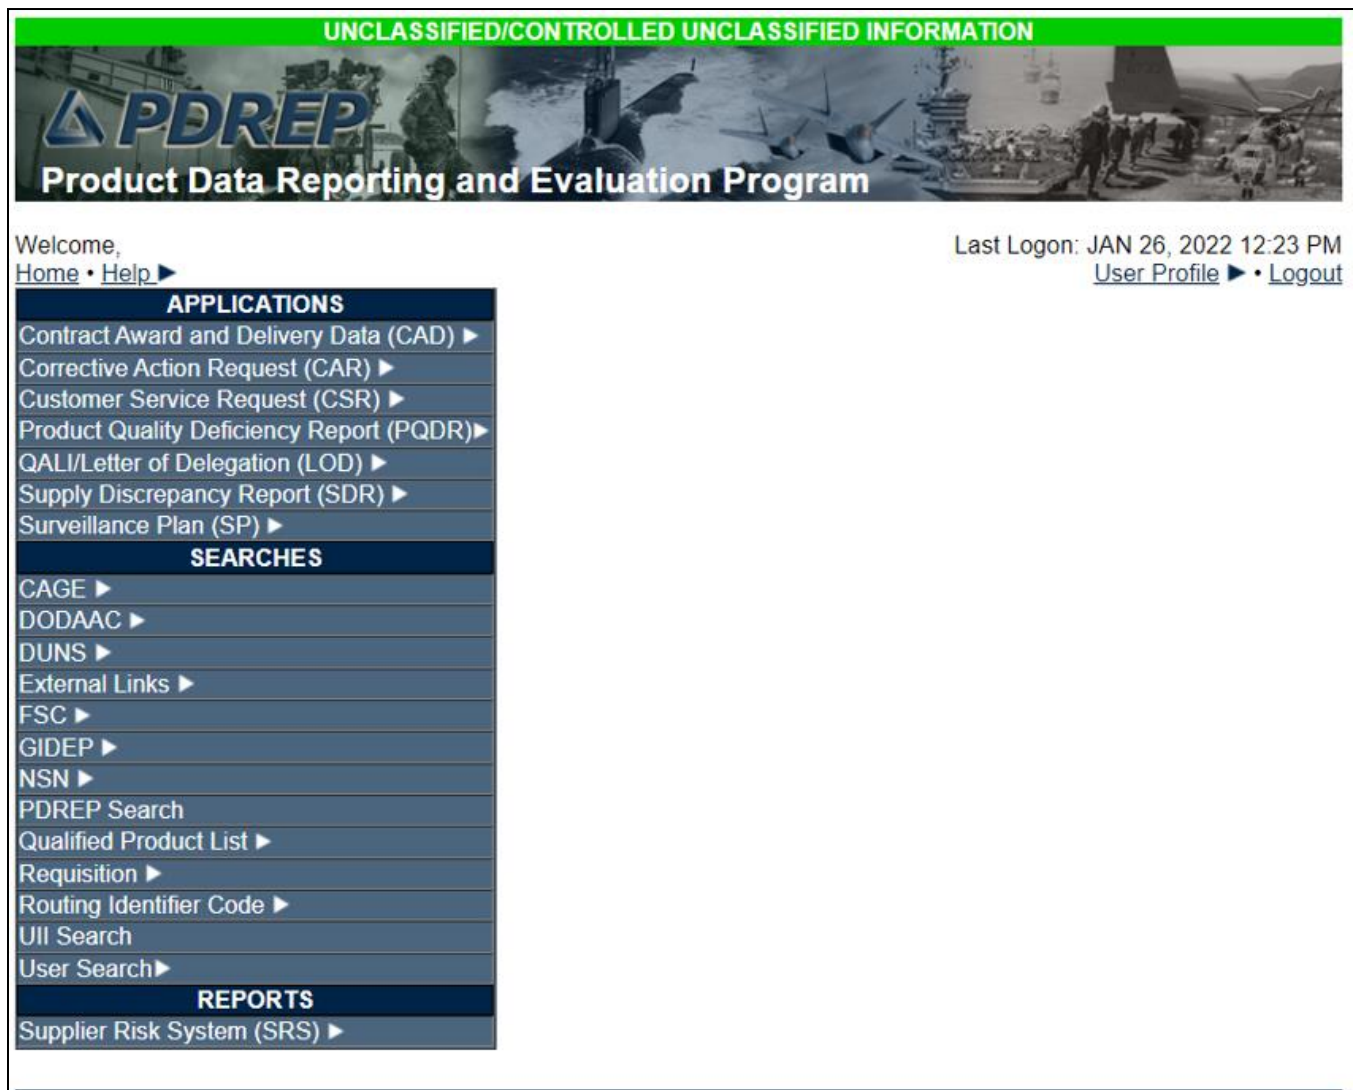 UNCLASSIFIED/CONTROLLED UNCLASSIFIED INFORMATION
PDREP
Product Data Reporting and Evaluation Program
Welcome,
Last Logon: JAN 26, 2022 12:23 PM
Home • Help ►
User Profile ► • Logout
APPLICATIONS
Contract Award and Delivery Data (CAD) ►
Corrective Action Request (CAR) ►
Customer Service Request (CSR) ►
Product Quality Deficiency Report (PQDR)►
QALI/Letter of Delegation (LOD) ►
Supply Discrepancy Report (SDR) ►
Surveillance Plan (SP) ►
SEARCHES
CAGE ►
DODAAC ►
DUNS ►
External Links ►
FSC ►
GIDEP ►
NSN ►
PDREP Search
Qualified Product List ►
Requisition ►
Routing Identifier Code ►
UII Search
User Search►
REPORTS
Supplier Risk System (SRS) ►